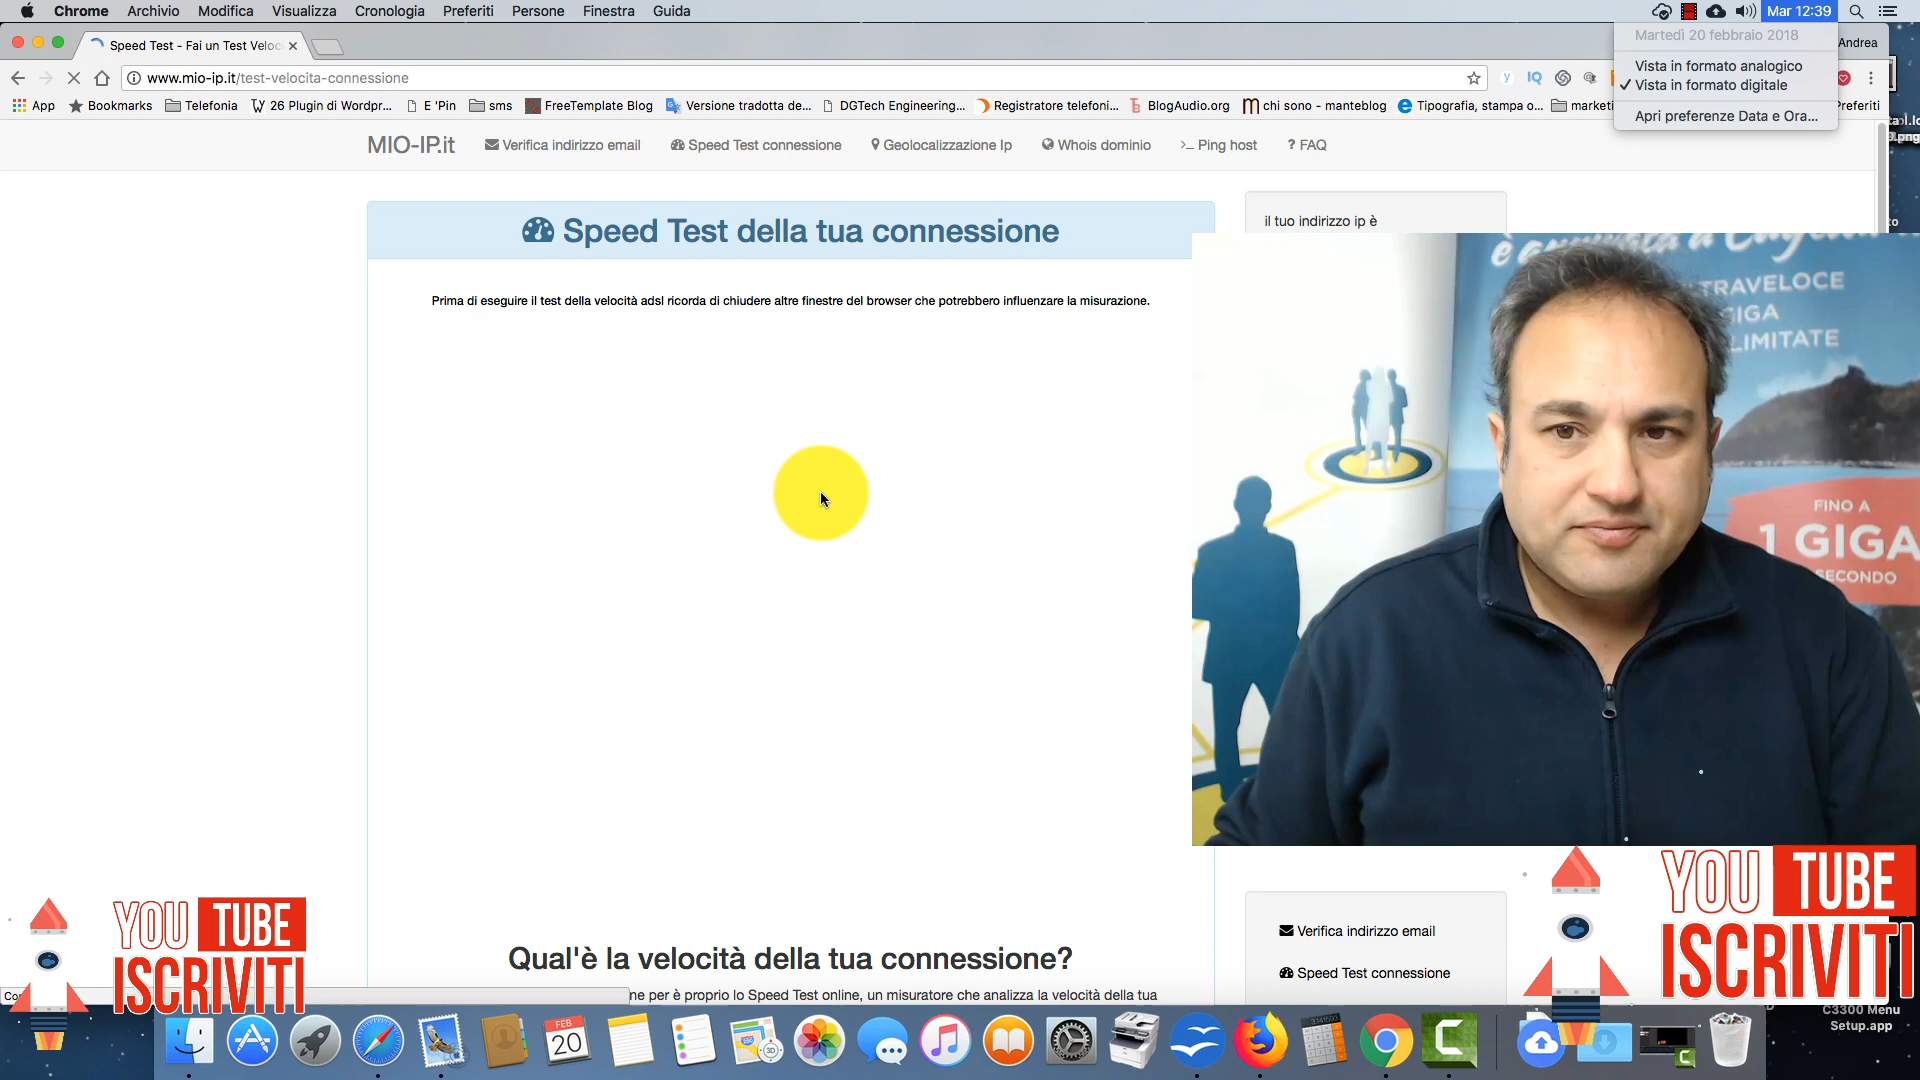 Chrome Archivio Modifica Visualizza Cronologia Preferiti Persone Finestra Guida
Mar 12:39
Martedì 20 febbraio 2018
Vista in formato analogico
✓ Vista in formato digitale
Apri preferenze Data e Ora...
Speed Test - Fai un Test Veloc
Andrea
www.mio-ip.it/test-velocita-connessione
App Bookmarks Telefonia 26 Plugin di Wordpr... E 'Pin sms FreeTemplate Blog Versione tradotta de... DGTech Engineering... Registratore telefoni... BlogAudio.org chi sono - manteblog Tipografia, stampa o... marketi
MIO-IP.it Verifica indirizzo email Speed Test connessione Geolocalizzazione Ip Whois dominio >_ Ping host ? FAQ
Speed Test della tua connessione
il tuo indirizzo ip è
Prima di eseguire il test della velocità adsl ricorda di chiudere altre finestre del browser che potrebbero influenzare la misurazione.
TRAVELOCE
GIGA
LIMITATE
FINO A
1 GIGA
SECONDO
Qual'è la velocità della tua connessione?
ne per è proprio lo Speed Test online, un misuratore che analizza la velocità della tua
Verifica indirizzo email
Speed Test connessione
YOU TUBE
ISCRIVITI
YOU TUBE
ISCRIVITI
FEB
20
C3300 Menu
Setup.app